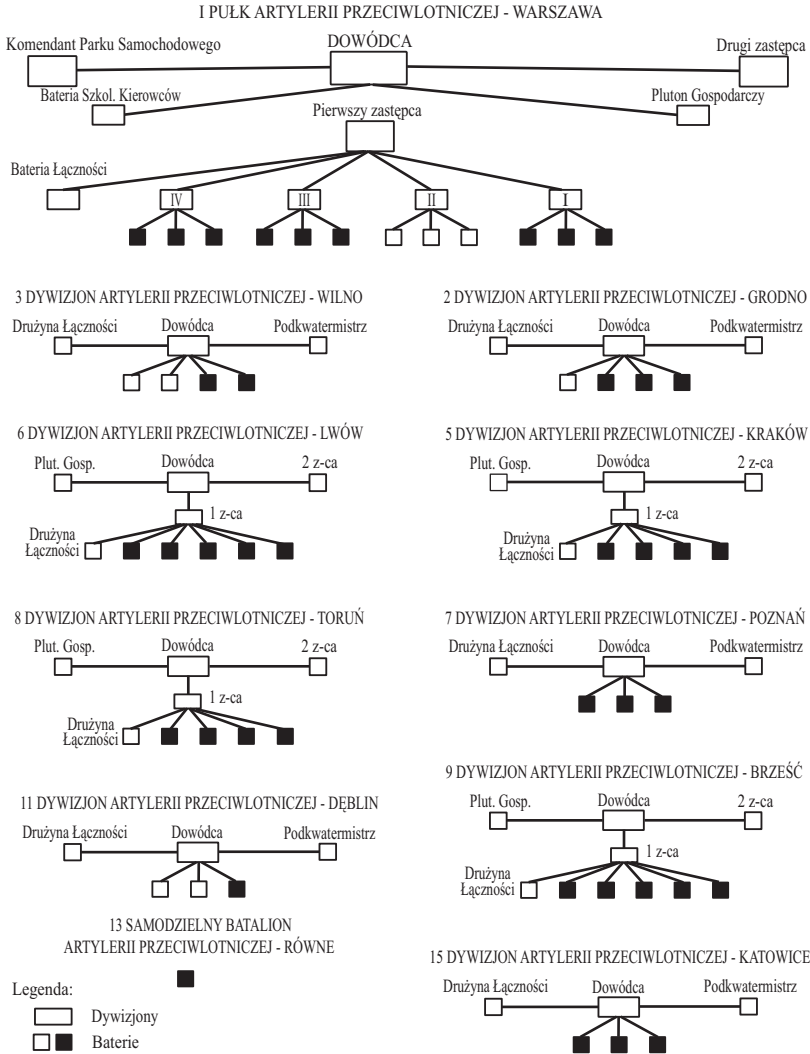 I PUŁK ARTYLERII PRZECIWLOTNICZEJ - WARSZAWA
Komendant Parku Samochodowego
DOWÓDCA
Drugi zastępca
Bateria Szkol. Kierowców
Pluton Gospodarczy
Pierwszy zastępca
Bateria Łączności
IV
III
II
I
3 DYWIZJON ARTYLERII PRZECIWLOTNICZEJ - WILNO
Drużyna Łączności
Dowódca
Podkwatermistrz
2 DYWIZJON ARTYLERII PRZECIWLOTNICZEJ - GRODNO
Drużyna Łączności
Dowódca
Podkwatermistrz
6 DYWIZJON ARTYLERII PRZECIWLOTNICZEJ - LWÓW
Plut. Gosp.
Dowódca
2 z-ca
1 z-ca
Drużyna
Łączności
5 DYWIZJON ARTYLERII PRZECIWLOTNICZEJ - KRAKÓW
Plut. Gosp.
Dowódca
2 z-ca
1 z-ca
Drużyna
Łączności
8 DYWIZJON ARTYLERII PRZECIWLOTNICZEJ - TORUŃ
Plut. Gosp.
Dowódca
2 z-ca
1 z-ca
Drużyna
Łączności
7 DYWIZJON ARTYLERII PRZECIWLOTNICZEJ - POZNAŃ
Drużyna Łączności
Dowódca
Podkwatermistrz
9 DYWIZJON ARTYLERII PRZECIWLOTNICZEJ - BRZEŚĆ
Plut. Gosp.
Dowódca
2 z-ca
1 z-ca
Drużyna
Łączności
11 DYWIZJON ARTYLERII PRZECIWLOTNICZEJ - DĘBLIN
Drużyna Łączności
Dowódca
Podkwatermistrz
13 SAMODZIELNY BATALION
ARTYLERII PRZECIWLOTNICZEJ - RÓWNE
15 DYWIZJON ARTYLERII PRZECIWLOTNICZEJ - KATOWICE
Drużyna Łączności
Dowódca
Podkwatermistrz
Legenda:
Dywizjony
Baterie